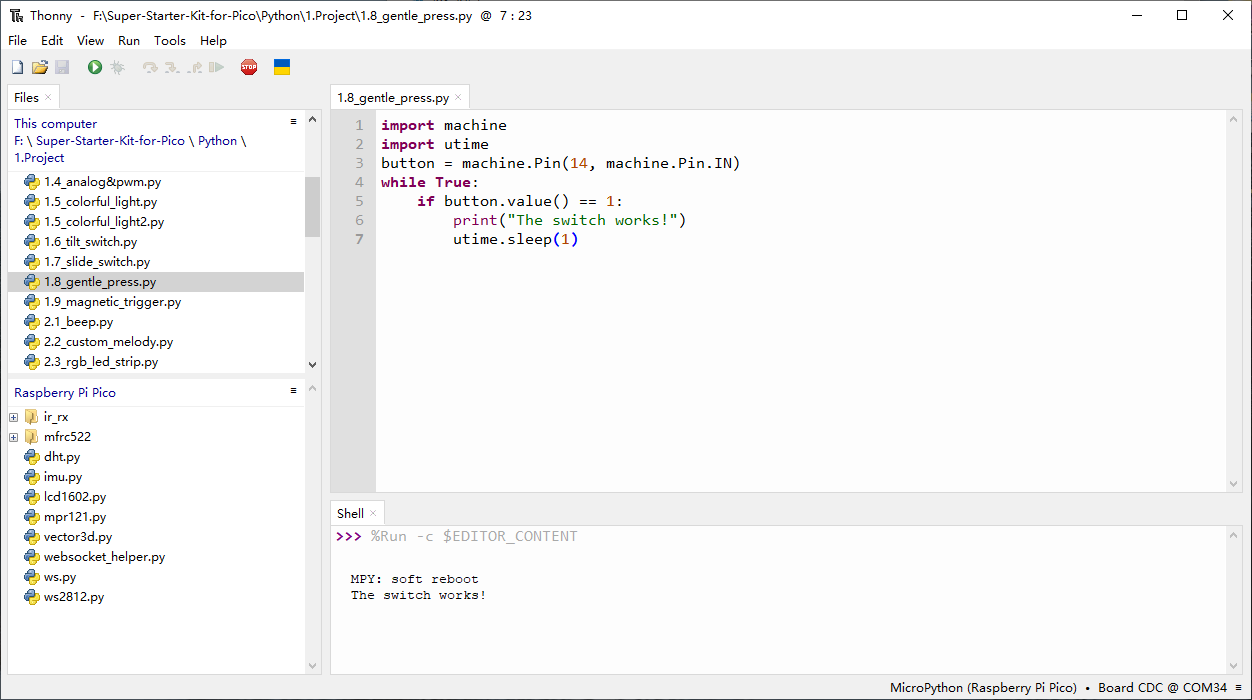 Thonny - F:\Super-Starter-Kit-for-Pico\Python\1.Project\1.8_gentle_press.py @ 7 : 23
File Edit View Run Tools Help
STOP
Files ×
This computer
F: \ Super-Starter-Kit-for-Pico \ Python \
1.Project
1.4_analog&pwm.py
1.5_colorful_light.py
1.5_colorful_light2.py
1.6_tilt_switch.py
1.7_slide_switch.py
1.8_gentle_press.py
1.9_magnetic_trigger.py
2.1_beep.py
2.2_custom_melody.py
2.3_rgb_led_strip.py
Raspberry Pi Pico
ir_rx
mfrc522
dht.py
imu.py
lcd1602.py
mpr121.py
vector3d.py
websocket_helper.py
ws.py
ws2812.py
1.8_gentle_press.py ×
1 import machine
2 import utime
3 button = machine.Pin(14, machine.Pin.IN)
4 while True:
5     if button.value() == 1:
6         print("The switch works!")
7         utime.sleep(1)
Shell ×
>>> %Run -c $EDITOR_CONTENT
MPY: soft reboot
The switch works!
MicroPython (Raspberry Pi Pico) • Board CDC @ COM34 ≡